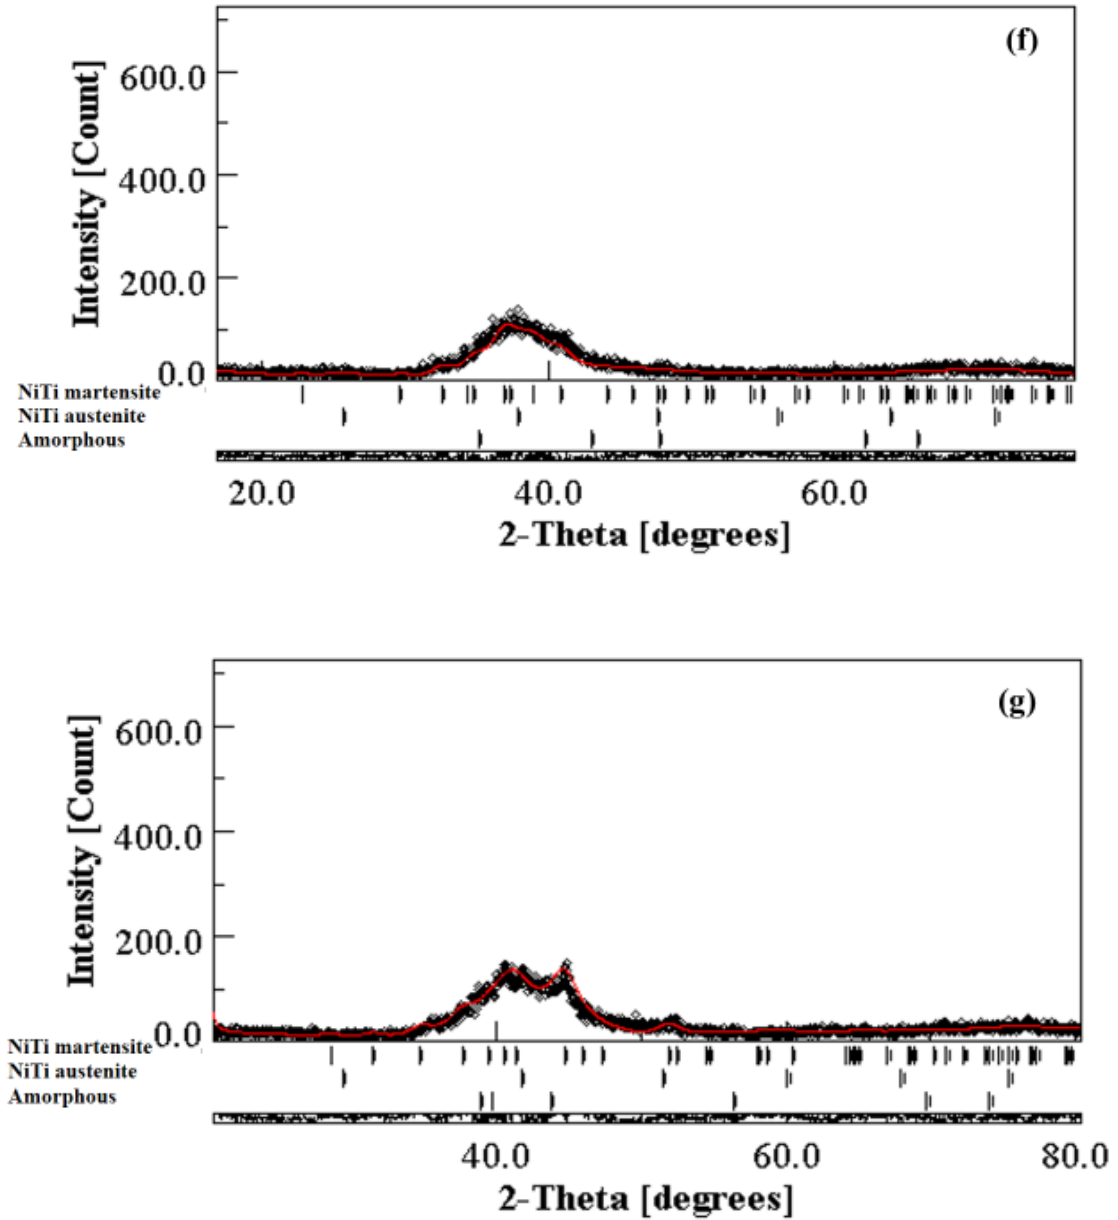 (f)
Intensity [Count]
600.0
400.0
200.0
0.0
NiTi martensite
NiTi austenite
Amorphous
20.0 40.0 60.0
2-Theta [degrees]
(g)
Intensity [Count]
600.0
400.0
200.0
0.0
NiTi martensite
NiTi austenite
Amorphous
40.0 60.0 80.0
2-Theta [degrees]